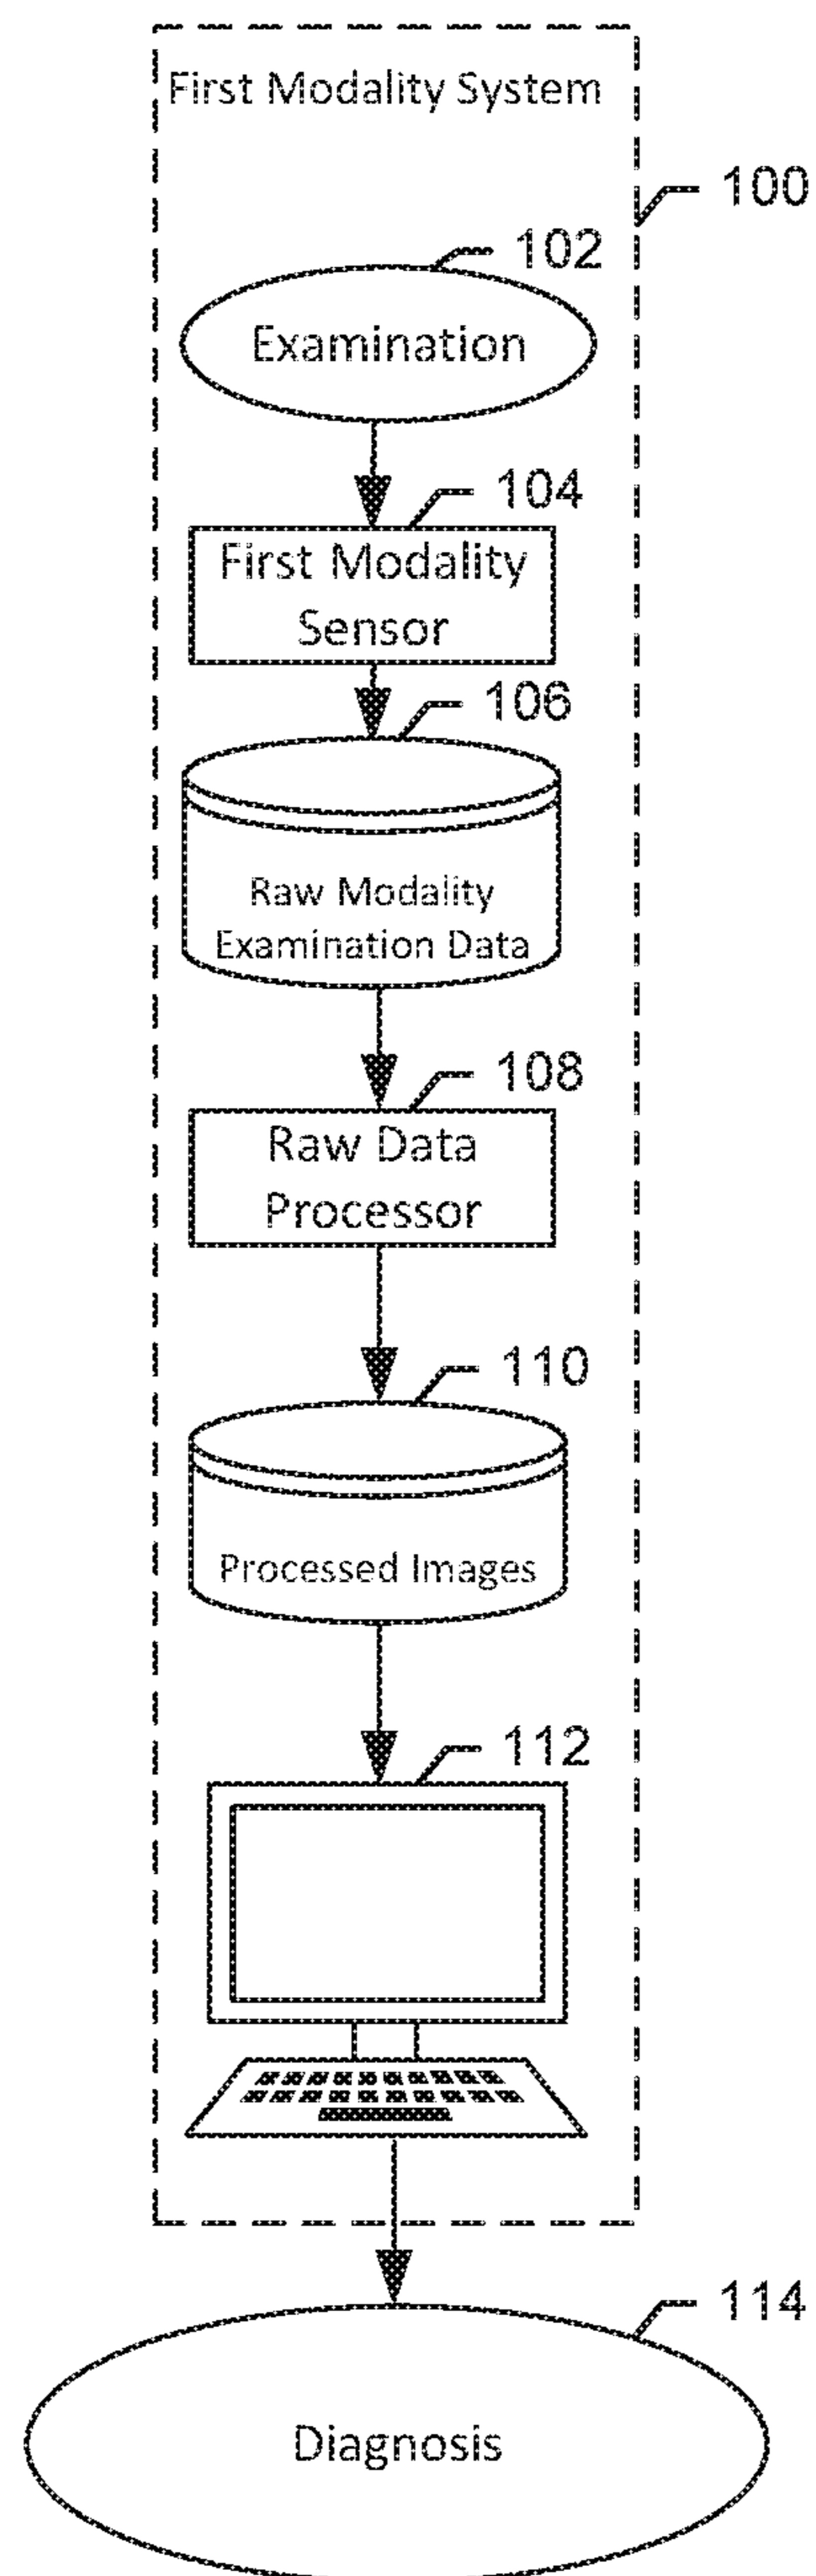 First Modality System
100
102
Examination
104
First Modality
Sensor
106
Raw Modality
Examination Data
108
Raw Data
Processor
110
Processed Images
112
114
Diagnosis